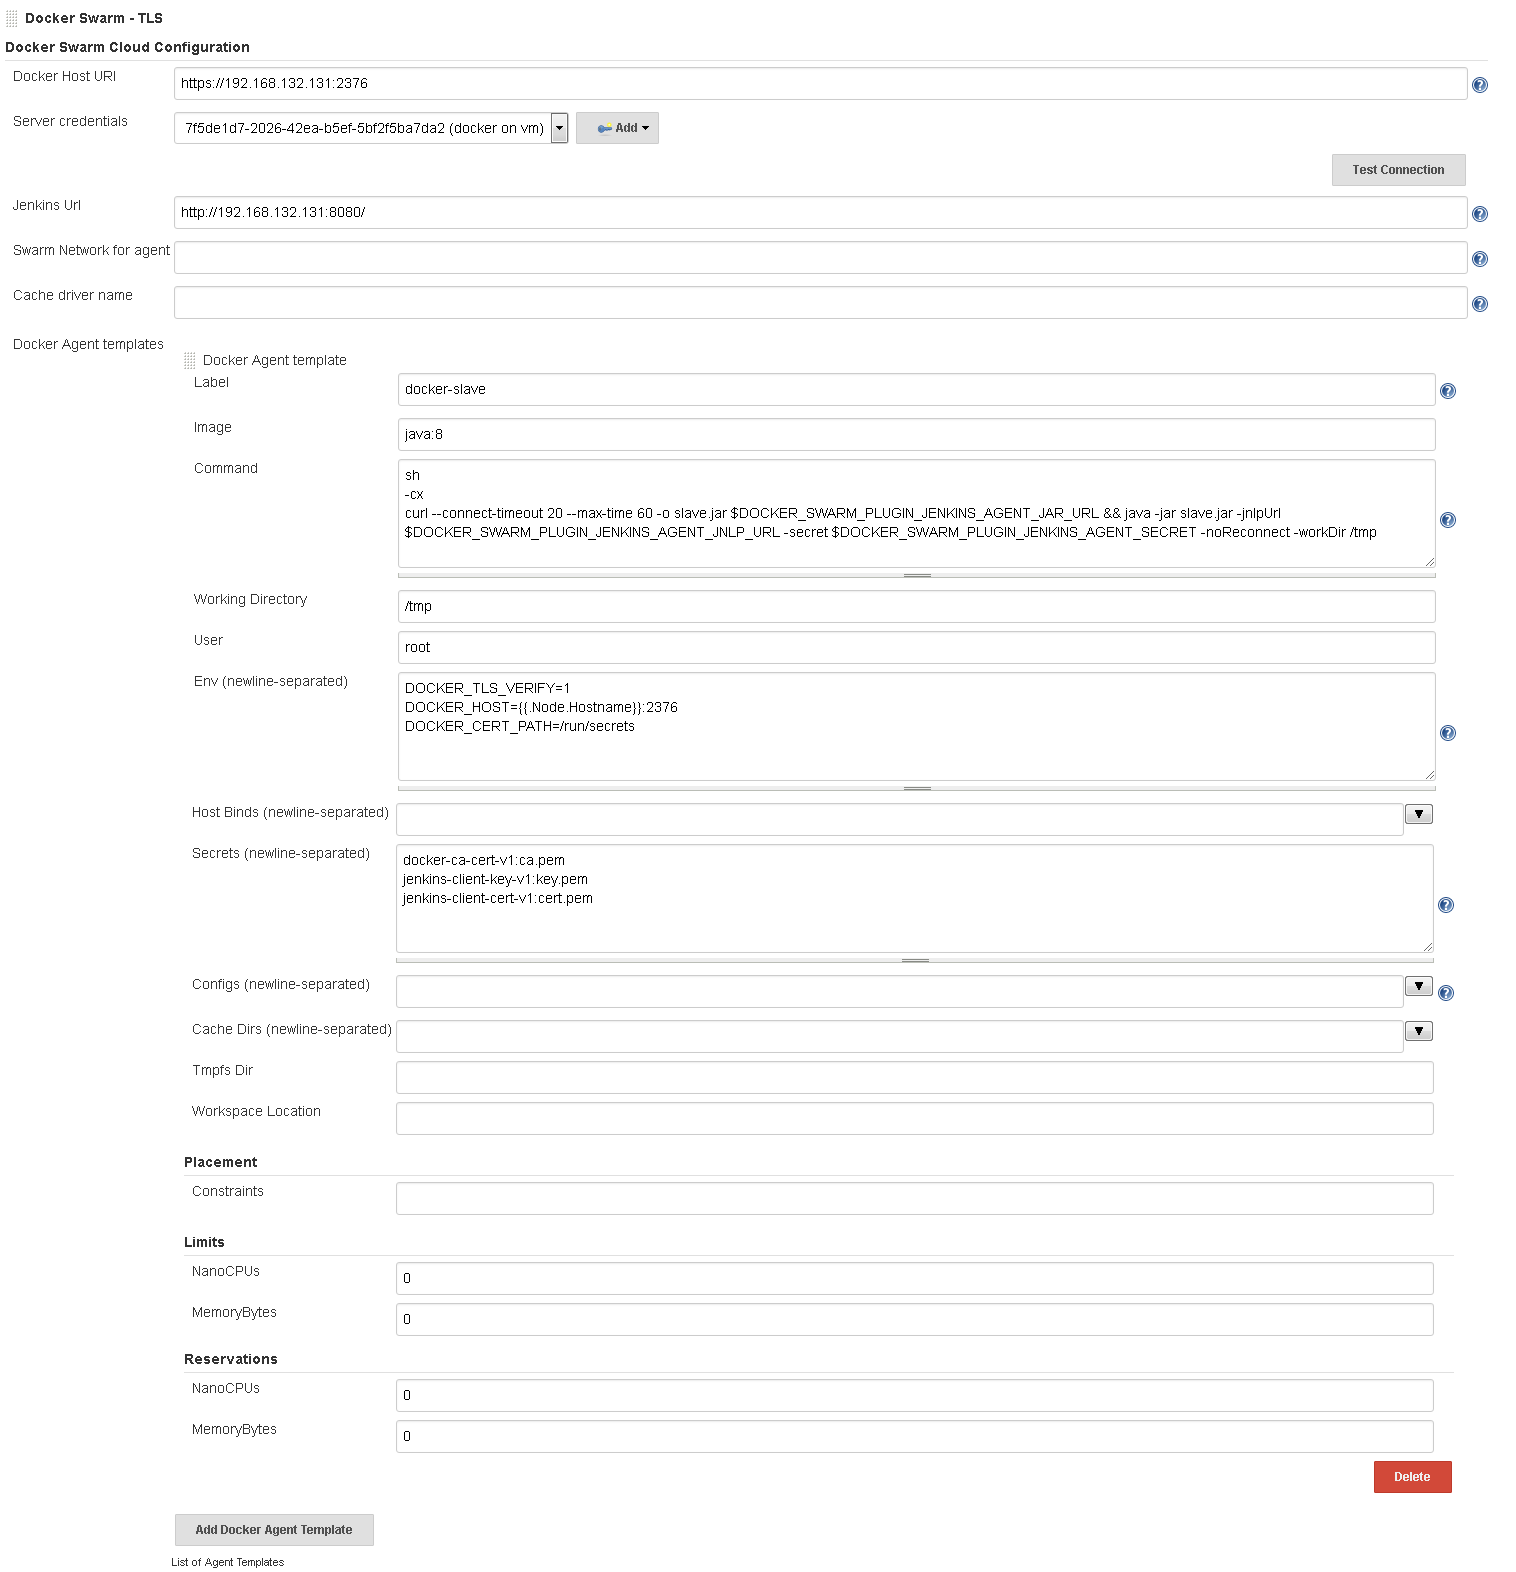 Docker Swarm - TLS
Docker Swarm Cloud Configuration
Docker Host URI
https://192.168.132.131:2376
Server credentials
7f5de1d7-2026-42ea-b5ef-5bf2f5ba7da2 (docker on vm)
Add
Test Connection
Jenkins Url
http://192.168.132.131:8080/
Swarm Network for agent
Cache driver name
Docker Agent templates
Docker Agent template
Label
docker-slave
Image
java:8
Command
sh
-cx
curl --connect-timeout 20 --max-time 60 -o slave.jar $DOCKER_SWARM_PLUGIN_JENKINS_AGENT_JAR_URL && java -jar slave.jar -jnlpUrl
$DOCKER_SWARM_PLUGIN_JENKINS_AGENT_JNLP_URL -secret $DOCKER_SWARM_PLUGIN_JENKINS_AGENT_SECRET -noReconnect -workDir /tmp
Working Directory
/tmp
User
root
Env (newline-separated)
DOCKER_TLS_VERIFY=1
DOCKER_HOST={{.Node.Hostname}}:2376
DOCKER_CERT_PATH=/run/secrets
Host Binds (newline-separated)
Secrets (newline-separated)
docker-ca-cert-v1:ca.pem
jenkins-client-key-v1:key.pem
jenkins-client-cert-v1:cert.pem
Configs (newline-separated)
Cache Dirs (newline-separated)
Tmpfs Dir
Workspace Location
Placement
Constraints
Limits
NanoCPUs
0
MemoryBytes
0
Reservations
NanoCPUs
0
MemoryBytes
0
Delete
Add Docker Agent Template
List of Agent Templates